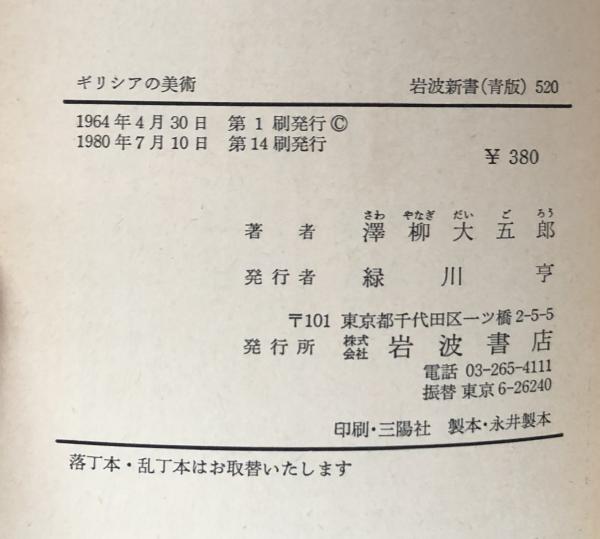 ギリシアの美術 岩波新書(青版) 520
1964年4月30日 第1刷発行©
1980年7月10日 第14刷発行
¥ 380
さわ やなぎ だい ご ろう
著者 澤柳大五郎
発行者 緑川亨
〒101 東京都千代田区一ツ橋2-5-5
発行所 株式会社 岩波書店
電話 03-265-4111
振替 東京6-26240
印刷・三陽社 製本・永井製本
落丁本・乱丁本はお取替いたします